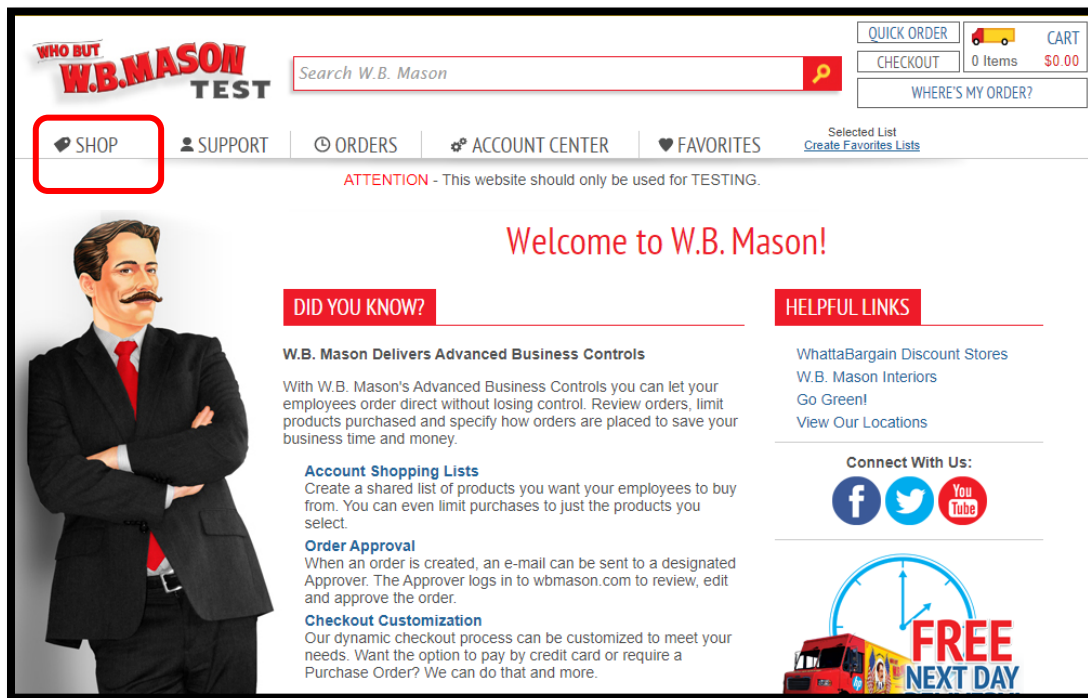 WHO BUT
W.B.MASON
TEST
Search W.B. Mason
QUICK ORDER
CHECKOUT
CART
0 Items $0.00
WHERE'S MY ORDER?
SHOP
SUPPORT
ORDERS
ACCOUNT CENTER
FAVORITES
Selected List
Create Favorites Lists
ATTENTION - This website should only be used for TESTING.
Welcome to W.B. Mason!
DID YOU KNOW?
W.B. Mason Delivers Advanced Business Controls
With W.B. Mason's Advanced Business Controls you can let your
employees order direct without losing control. Review orders, limit
products purchased and specify how orders are placed to save your
business time and money.
Account Shopping Lists
Create a shared list of products you want your employees to buy
from. You can even limit purchases to just the products you
select.
Order Approval
When an order is created, an e-mail can be sent to a designated
Approver. The Approver logs in to wbmason.com to review, edit
and approve the order.
Checkout Customization
Our dynamic checkout process can be customized to meet your
needs. Want the option to pay by credit card or require a
Purchase Order? We can do that and more.
HELPFUL LINKS
WhattaBargain Discount Stores
W.B. Mason Interiors
Go Green!
View Our Locations
Connect With Us:
f
You
Tube
FREE
NEXT DAY
hp